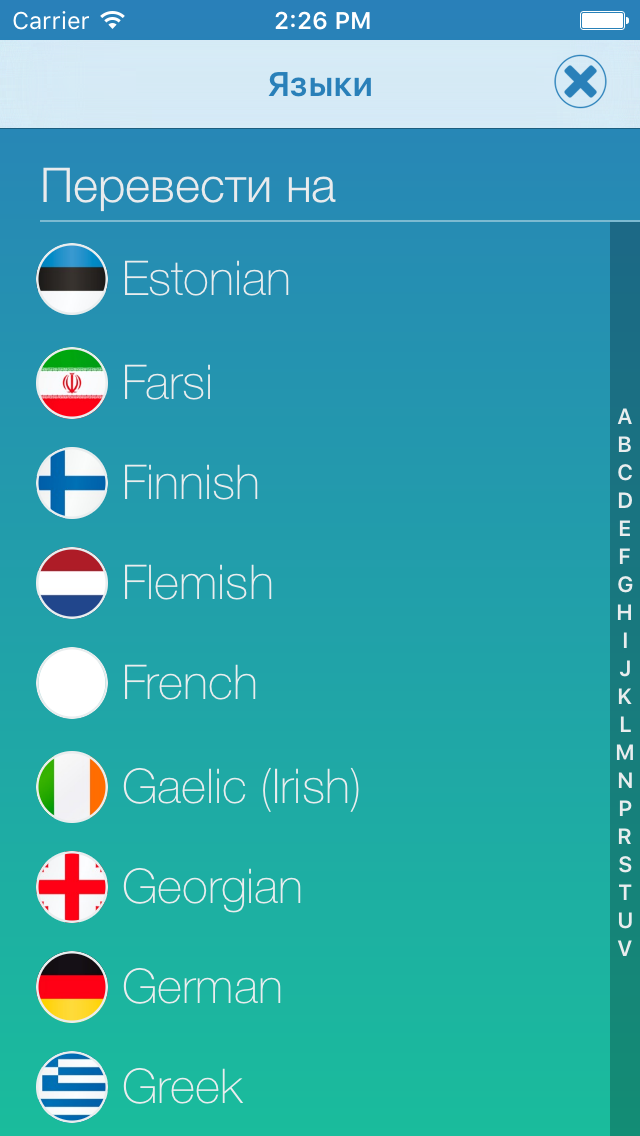 Carrier 2:26 PM
Языки
Перевести на
Estonian
Farsi
Finnish
Flemish
French
Gaelic (Irish)
Georgian
German
Greek
A
B
C
D
E
F
G
H
I
J
K
L
M
N
P
R
S
T
U
V